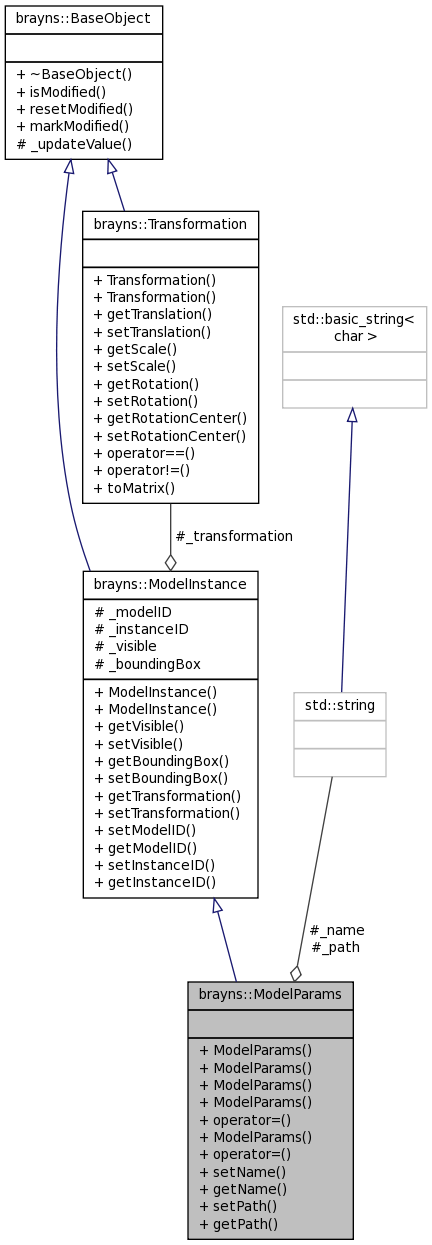 brayns::BaseObject
+ ~BaseObject()
+ isModified()
+ resetModified()
+ markModified()
# _updateValue()
brayns::Transformation
+ Transformation()
+ Transformation()
+ getTranslation()
+ setTranslation()
+ getScale()
+ setScale()
+ getRotation()
+ setRotation()
+ getRotationCenter()
+ setRotationCenter()
+ operator==()
+ operator!=()
+ toMatrix()
std::basic_string<
char >
#_transformation
brayns::ModelInstance
# _modelID
# _instanceID
# _visible
# _boundingBox
+ ModelInstance()
+ ModelInstance()
+ getVisible()
+ setVisible()
+ getBoundingBox()
+ setBoundingBox()
+ getTransformation()
+ setTransformation()
+ setModelID()
+ getModelID()
+ setInstanceID()
+ getInstanceID()
std::string
#_name
#_path
brayns::ModelParams
+ ModelParams()
+ ModelParams()
+ ModelParams()
+ ModelParams()
+ operator=()
+ ModelParams()
+ operator=()
+ setName()
+ getName()
+ setPath()
+ getPath()